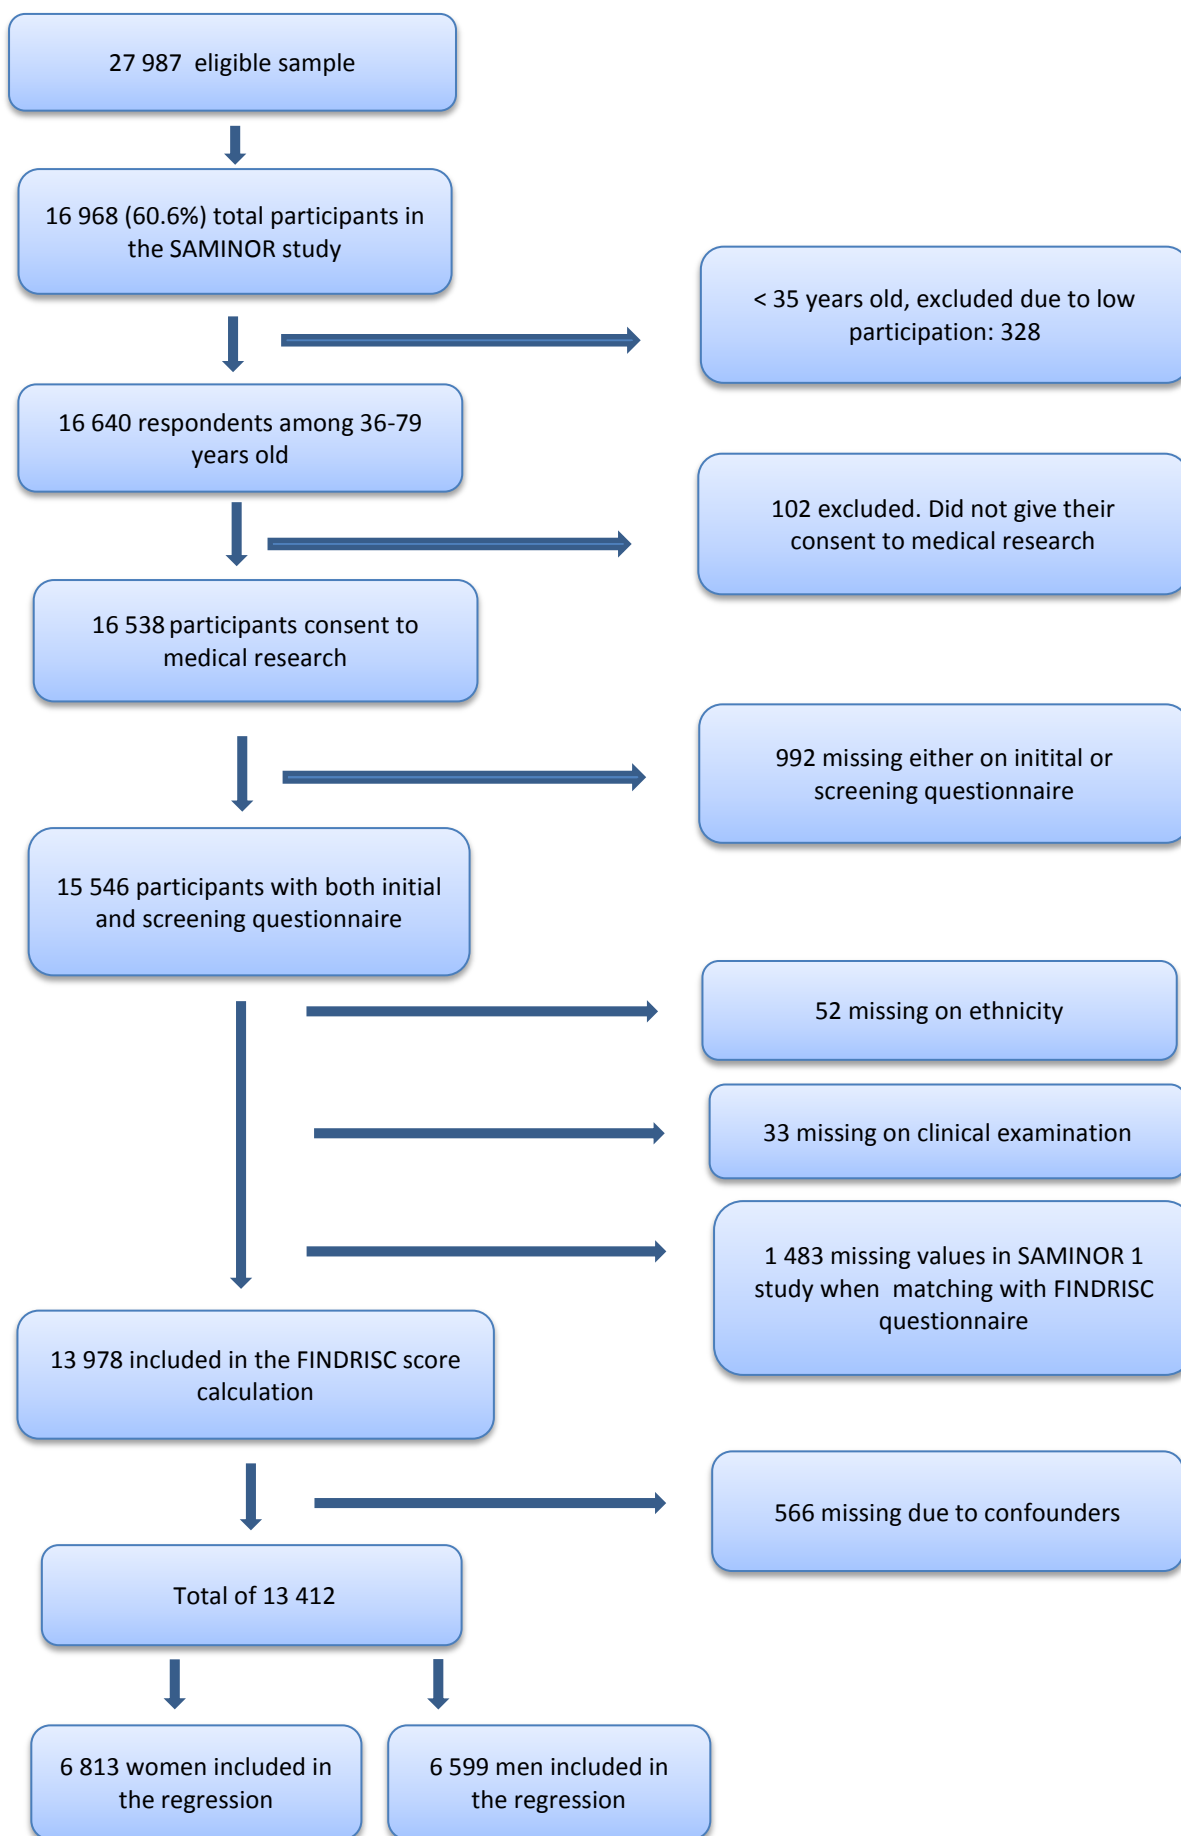 27 987 eligible sample
16 968 (60.6%) total participants in
the SAMINOR study
< 35 years old, excluded due to low
participation: 328
16 640 respondents among 36-79
years old
102 excluded. Did not give their
consent to medical research
16 538 participants consent to
medical research
992 missing either on initital or
screening questionnaire
15 546 participants with both initial
and screening questionnaire
52 missing on ethnicity
33 missing on clinical examination
1 483 missing values in SAMINOR 1
study when matching with FINDRISC
questionnaire
13 978 included in the FINDRISC score
calculation
566 missing due to confounders
Total of 13 412
6 813 women included in
the regression
6 599 men included in
the regression